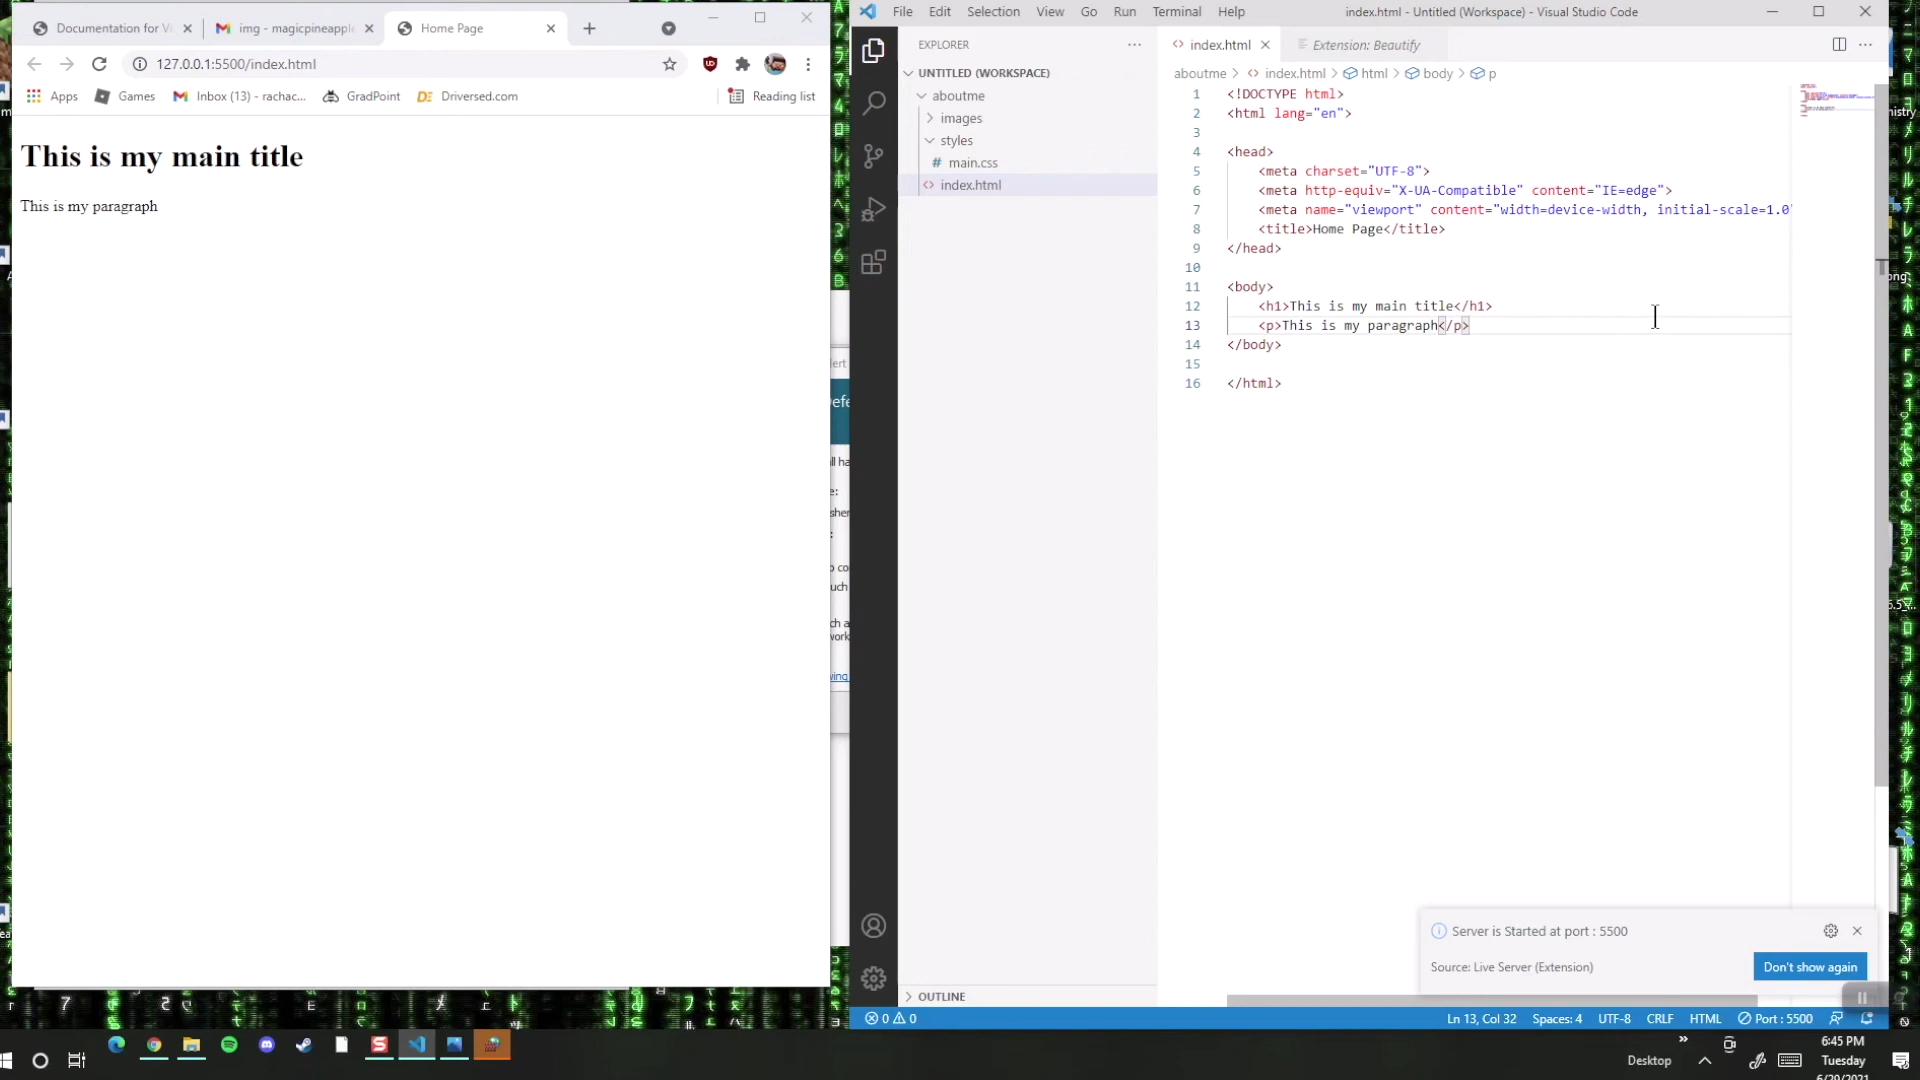 Documentation for Vi
img - magicpineapple
Home Page
127.0.0.1:5500/index.html
Apps
Games
Inbox (13) - rachac...
GradPoint
Driversed.com
Reading list
This is my main title
This is my paragraph
File Edit Selection View Go Run Terminal Help
index.html - Untitled (Workspace) - Visual Studio Code
EXPLORER
UNTITLED (WORKSPACE)
aboutme
images
styles
# main.css
<> index.html
OUTLINE
<> index.html
Extension: Beautify
aboutme > <> index.html > html > body > p
1 <!DOCTYPE html>
2 <html lang="en">
3
4 <head>
5 <meta charset="UTF-8">
6 <meta http-equiv="X-UA-Compatible" content="IE=edge">
7 <meta name="viewport" content="width=device-width, initial-scale=1.0"
8 <title>Home Page</title>
9 </head>
10
11 <body>
12 <h1>This is my main title</h1>
13 <p>This is my paragraph</p>
14 </body>
15
16 </html>
Server is Started at port : 5500
Source: Live Server (Extension)
Don't show again
0 0
Ln 13, Col 32
Spaces: 4
UTF-8
CRLF
HTML
Port : 5500
Desktop
6:45 PM
Tuesday
6/29/2021